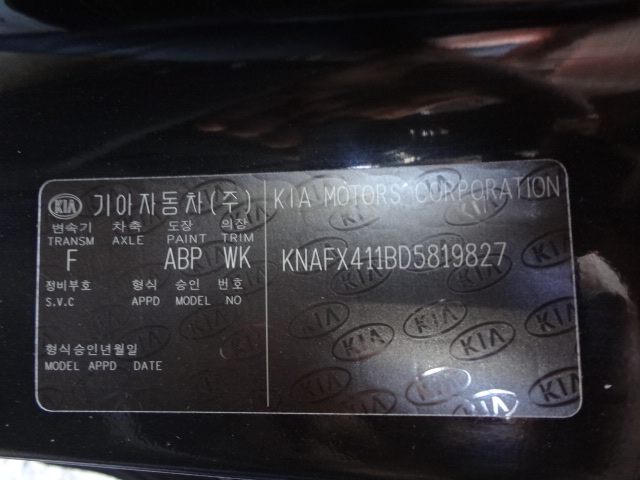 KIA 기아자동차(주) KIA MOTORS CORPORATION
변속기 차축 도장 의장
TRANSM AXLE PAINT TRIM
F ABP WK KNAFX411BD5819827
정비부호 형식 승인 번호
S.V.C APPD MODEL NO
형식승인년월일
MODEL APPD DATE